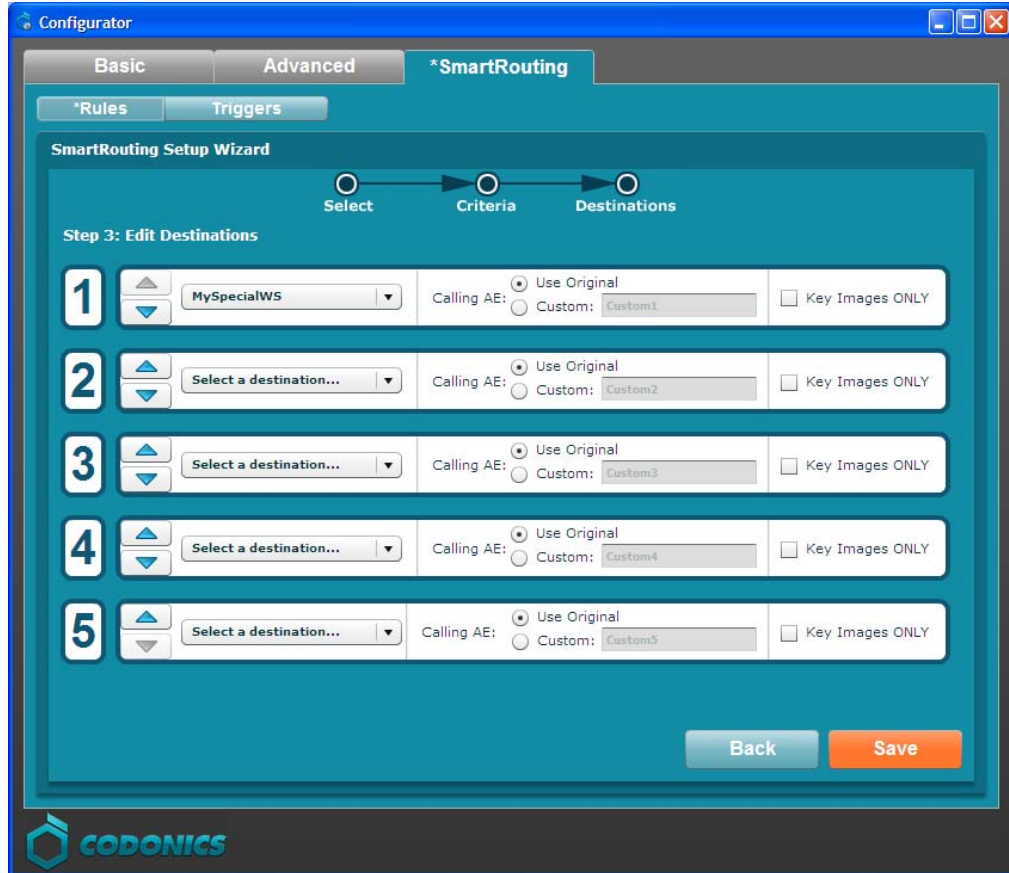 Configurator
Basic Advanced *SmartRouting
*Rules Triggers
SmartRouting Setup Wizard
Select Criteria Destinations
Step 3: Edit Destinations
1 MySpecialWS Calling AE: Use Original Custom: Custom1 Key Images ONLY
2 Select a destination... Calling AE: Use Original Custom: Custom2 Key Images ONLY
3 Select a destination... Calling AE: Use Original Custom: Custom3 Key Images ONLY
4 Select a destination... Calling AE: Use Original Custom: Custom4 Key Images ONLY
5 Select a destination... Calling AE: Use Original Custom: Custom5 Key Images ONLY
Back Save
CODONICS